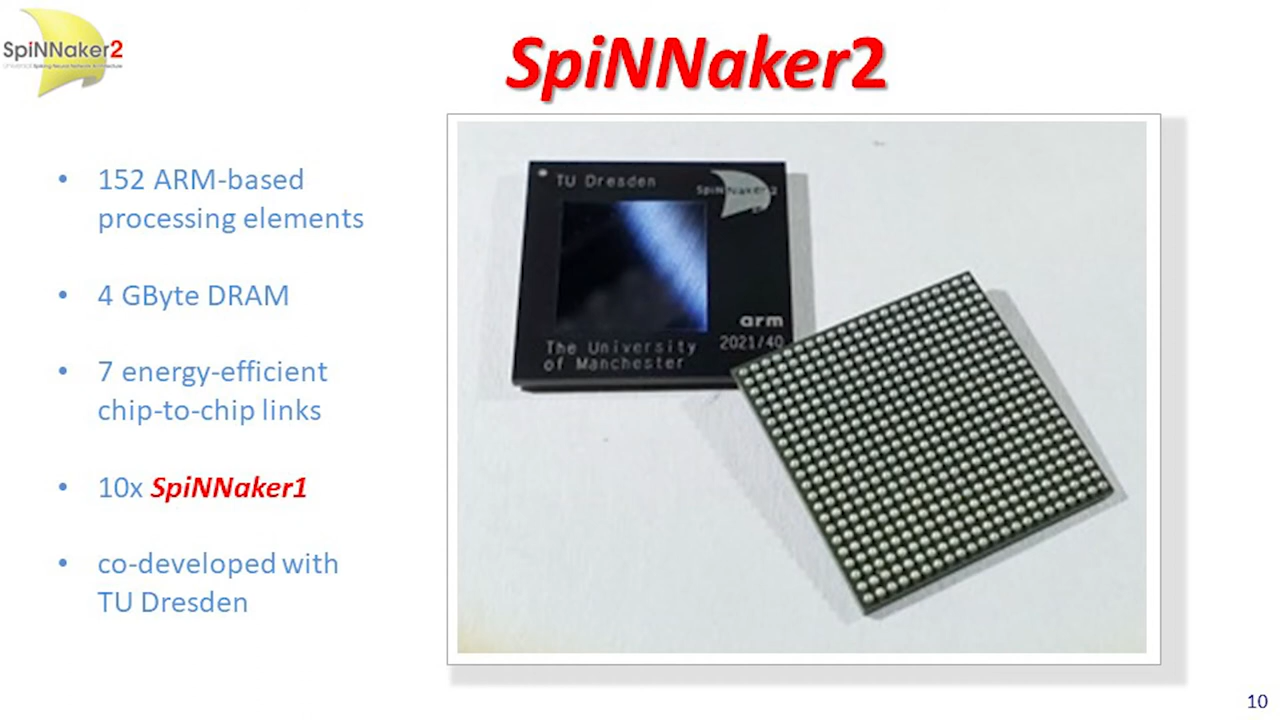 SpiNNaker2
SpiNNaker2
• 152 ARM-based
processing elements
• 4 GByte DRAM
• 7 energy-efficient
chip-to-chip links
• 10x SpiNNaker1
• co-developed with
TU Dresden
TU Dresden
SpiNNaker2
arm
2021/40
The University
of Manchester
10